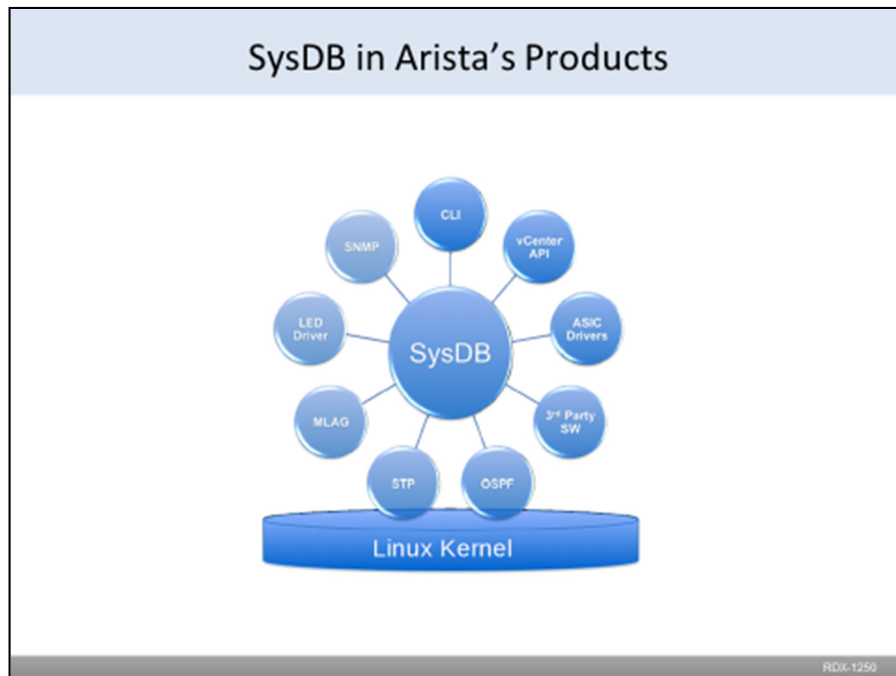 SysDB in Arista's Products
CLI
SNMP
vCenter
API
LED
Driver
SysDB
ASIC
Drivers
MLAG
3rd Party
SW
STP
OSPF
Linux Kernel
RDX-1250